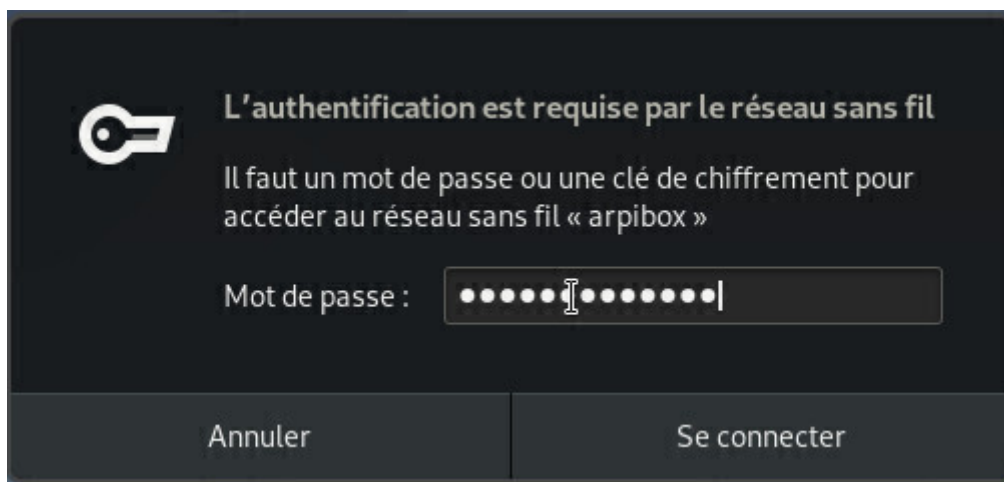 L’authentification est requise par le réseau sans fil
Il faut un mot de passe ou une clé de chiffrement pour
accéder au réseau sans fil « arpibox »
Mot de passe : ●●●●●●●●●●●●●
Annuler
Se connecter